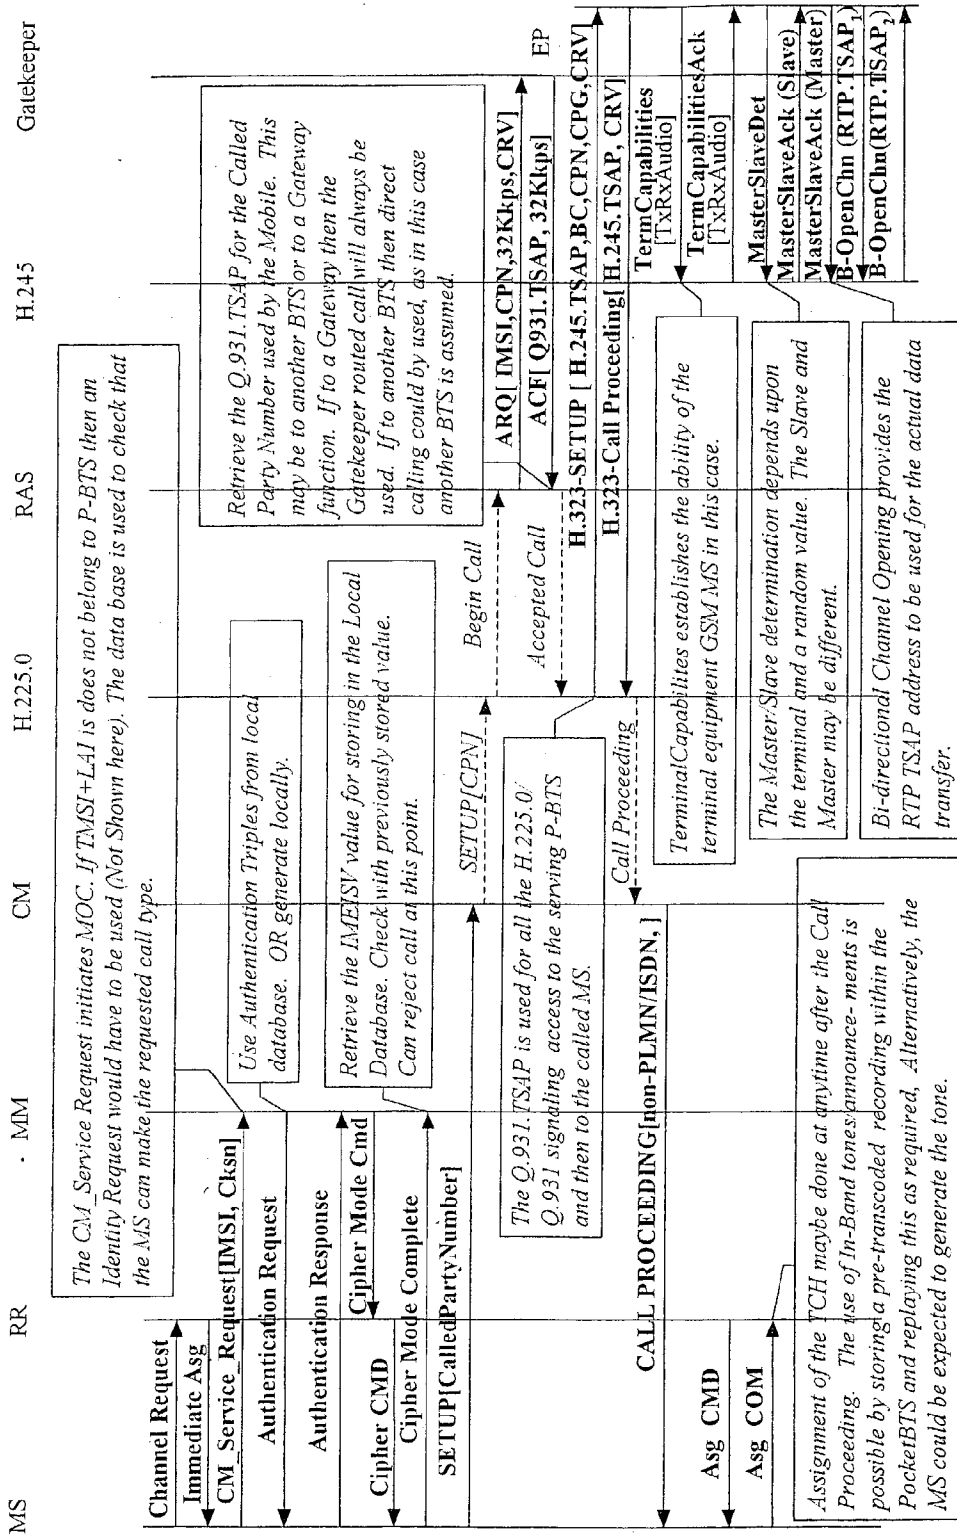 MS
RR
MM
CM
H.225.0
RAS
H.245
Gatekeeper
The CM_Service Request initiates MOC. If TMSI+LAI is does not belong to P-BTS then an
Identity Request would have to be used (Not Shown here). The data base is used to check that
the MS can make the requested call type.
Channel Request
Immediate Asg
CM_Service_Request[IMSI, Cksn]
Authentication Request
Use Authentication Triples from local
database. OR generate locally.
Authentication Response
Cipher Mode Cmd
Cipher CMD
Cipher Mode Complete
Retrieve the IMEISV value for storing in the Local
Database. Check with previously stored value.
Can reject call at this point.
SETUP[CalledPartyNumber]
SETUP[CPN]
Begin Call
Retrieve the Q.931.TSAP for the Called
Party Number used by the Mobile. This
may be to another BTS or to a Gateway
function. If to a Gateway then the
Gatekeeper routed call will always be
used. If to another BTS then direct
calling could by used, as in this case
another BTS is assumed.
ARQ[ IMSI,CPN,32Kkps,CRV]
ACF[ Q931.TSAP, 32Kkps]
EP
Accepted Call
The Q.931.TSAP is used for all the H.225.0/
Q.931 signaling access to the serving P-BTS
and then to the called MS.
H.323-SETUP [ H.245.TSAP,BC,CPN,CPG,CRV]
H.323-Call Proceeding[ H.245.TSAP, CRV]
Call Proceeding
CALL PROCEEDING[non-PLMN/ISDN, ]
TermCapabilities
[TxRxAudio]
TermCapabilitiesAck
[TxRxAudio]
TerminalCapabilites establishes the ability of the
terminal equipment GSM MS in this case.
Asg CMD
Asg COM
MasterSlaveDet
MasterSlaveAck (Slave)
MasterSlaveAck (Master)
The Master/Slave determination depends upon
the terminal and a random value. The Slave and
Master may be different.
B-OpenChn (RTP.TSAP1)
B-OpenChn(RTP.TSAP2)
Bi-directional Channel Opening provides the
RTP TSAP address to be used for the actual data
transfer.
Assignment of the TCH maybe done at anytime after the Call
Proceeding. The use of In-Band tones/announce- ments is
possible by storing a pre-transcoded recording within the
PocketBTS and replaying this as required, Alternatively, the
MS could be expected to generate the tone.